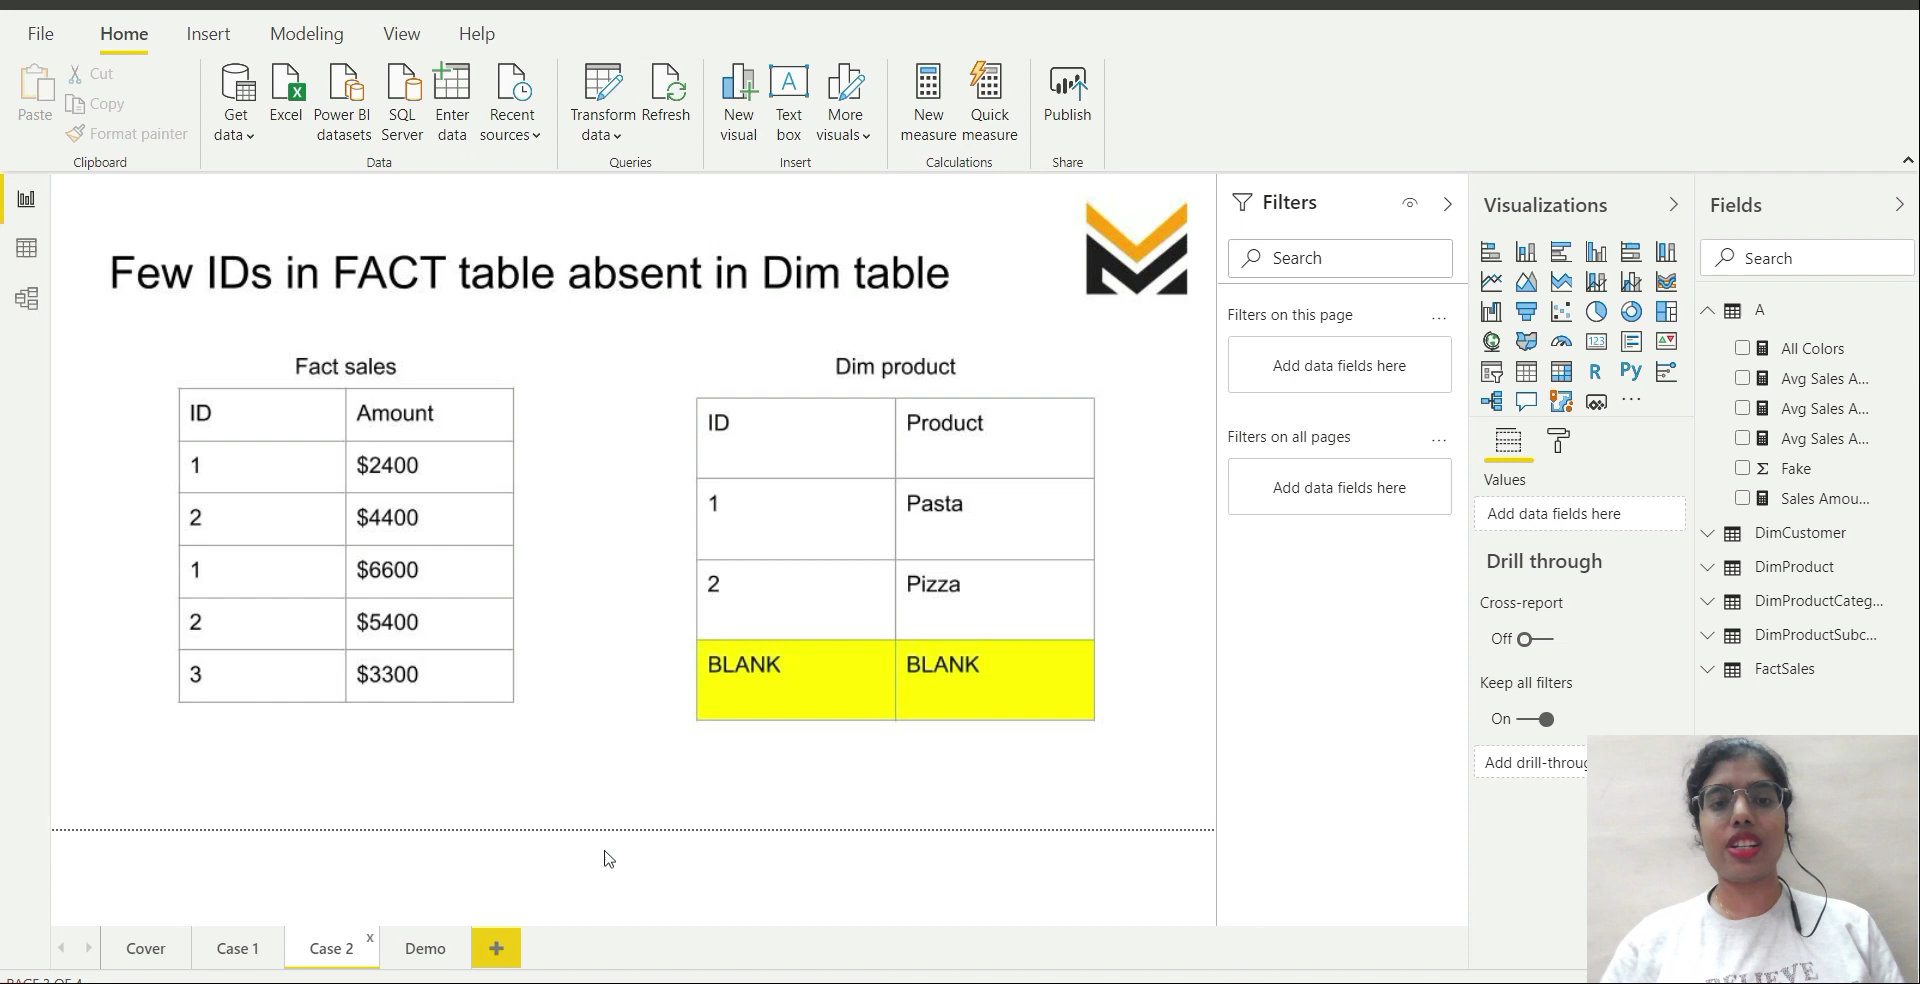 File Home Insert Modeling View Help
Paste
Cut
Copy
Format painter
Clipboard
Get data
Excel
Power BI datasets
SQL Server
Enter data
Recent sources
Data
Transform data
Refresh
Queries
New visual
Text box
More visuals
Insert
New measure
Quick measure
Calculations
Publish
Share
Few IDs in FACT table absent in Dim table
Fact sales
ID Amount
1 $2400
2 $4400
1 $6600
2 $5400
3 $3300
Dim product
ID Product
1 Pasta
2 Pizza
BLANK BLANK
Filters
Search
Filters on this page ...
Add data fields here
Filters on all pages ...
Add data fields here
Visualizations
123
R Py
...
Values
Add data fields here
Drill through
Cross-report
Off
Keep all filters
On
Add drill-throug
Fields
Search
A
All Colors
Avg Sales A...
Avg Sales A...
Avg Sales A...
Σ Fake
Sales Amou...
DimCustomer
DimProduct
DimProductCateg...
DimProductSubc...
FactSales
Cover Case 1 Case 2 x Demo +